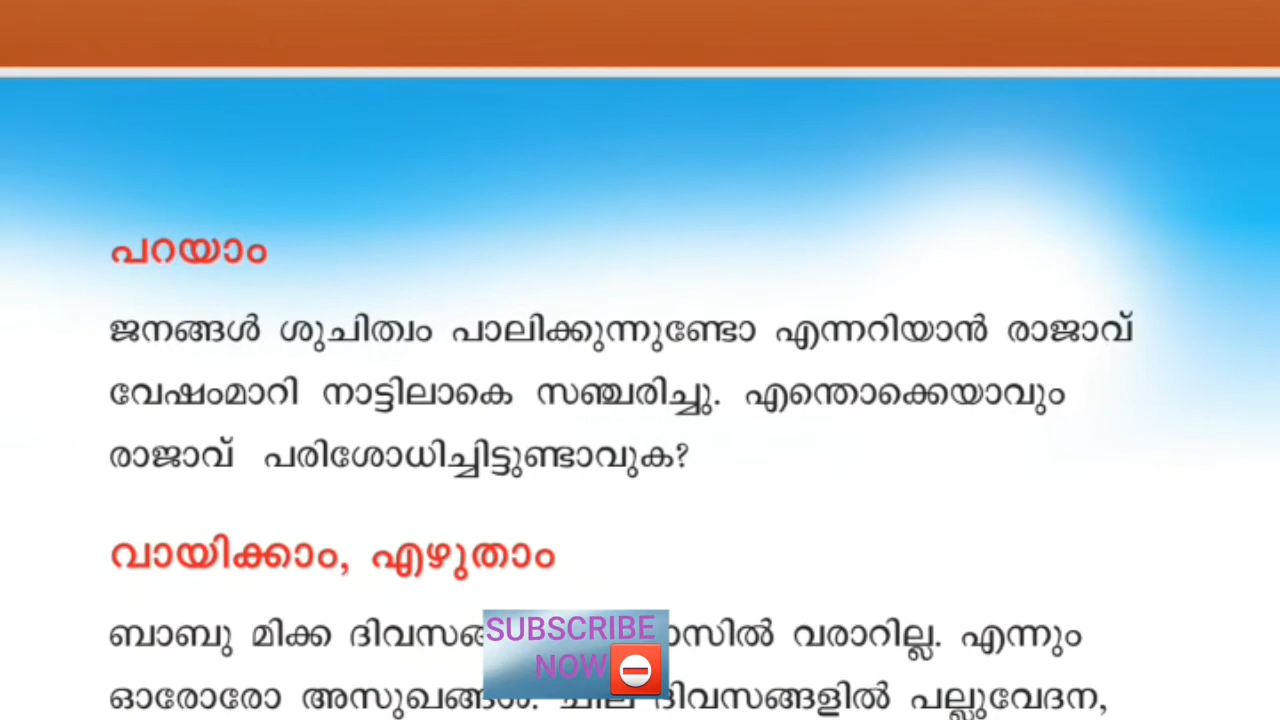 പറയാം
ജനങ്ങൾ ശുചിത്വം പാലിക്കുന്നുണ്ടോ എന്നറിയാൻ രാജാവ്
വേഷംമാറി നാട്ടിലാകെ സഞ്ചരിച്ചു. എന്തൊക്കെയാവും
രാജാവ് പരിശോധിച്ചിട്ടുണ്ടാവുക?
വായിക്കാം, എഴുതാം
ബാബു മിക്ക വരാറില്ല. എന്നും
ഓരോരോ അസുഖങ്ങൾ. ചില ദിവസങ്ങളിൽ പല്ലുവേദന,
SUBSCRIBE
NOW